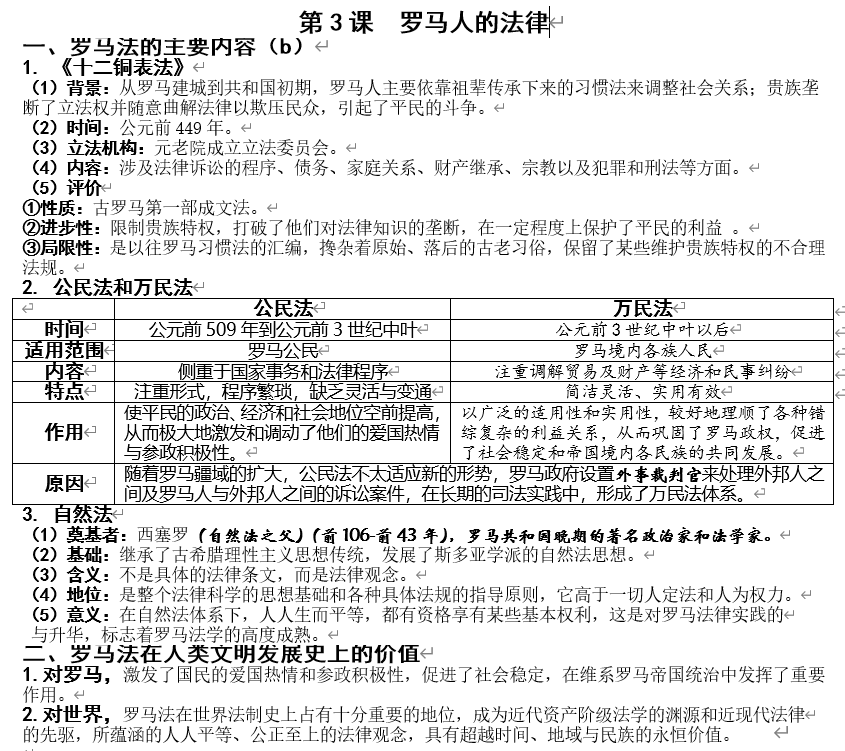 第 3 课　罗马人的法律
一、罗马法的主要内容（b）
1. 《十二铜表法》
（1）背景：从罗马建城到共和国初期，罗马人主要依靠祖辈传承下来的习惯法来调整社会关系；贵族垄
断了立法权并随意曲解法律以欺压民众，引起了平民的斗争。
（2）时间：公元前 449 年。
（3）立法机构：元老院成立立法委员会。
（4）内容：涉及法律诉讼的程序、债务、家庭关系、财产继承、宗教以及犯罪和刑法等方面。
（5）评价
①性质：古罗马第一部成文法。
②进步性：限制贵族特权，打破了他们对法律知识的垄断，在一定程度上保护了平民的利益 。
③局限性：是以往罗马习惯法的汇编，搀杂着原始、落后的古老习俗，保留了某些维护贵族特权的不合理
法规。
2. 公民法和万民法
公民法 万民法
时间 公元前 509 年到公元前 3 世纪中叶 公元前 3 世纪中叶以后
适用范围 罗马公民 罗马境内各族人民
内容 侧重于国家事务和法律程序 注重调解贸易及财产等经济和民事纠纷
特点 注重形式，程序繁琐，缺乏灵活与变通 简洁灵活、实用有效
作用 使平民的政治、经济和社会地位空前提高，从而极大地激发和调动了他们的爱国热情与参政积极性。 以广泛的适用性和实用性，较好地理顺了各种错综复杂的利益关系，从而巩固了罗马政权，促进了社会稳定和帝国境内各民族的共同发展。
原因 随着罗马疆域的扩大，公民法不太适应新的形势，罗马政府设置外事裁判官来处理外邦人之
间及罗马人与外邦人之间的诉讼案件，在长期的司法实践中，形成了万民法体系。
3. 自然法
（1）奠基者：西塞罗（自然法之父）（前 106-前 43 年），罗马共和国晚期的著名政治家和法学家。
（2）基础：继承了古希腊理性主义思想传统，发展了斯多亚学派的自然法思想。
（3）含义：不是具体的法律条文，而是法律观念。
（4）地位：是整个法律科学的思想基础和各种具体法规的指导原则，它高于一切人定法和人为权力。
（5）意义：在自然法体系下，人人生而平等，都有资格享有某些基本权利，这是对罗马法律实践的
与升华，标志着罗马法学的高度成熟。
二、罗马法在人类文明发展史上的价值
1. 对罗马，激发了国民的爱国热情和参政积极性，促进了社会稳定，在维系罗马帝国统治中发挥了重要
作用。
2. 对世界，罗马法在世界法制史上占有十分重要的地位，成为近代资产阶级法学的渊源和近现代法律
的先驱，所蕴涵的人人平等、公正至上的法律观念，具有超越时间、地域与民族的永恒价值。